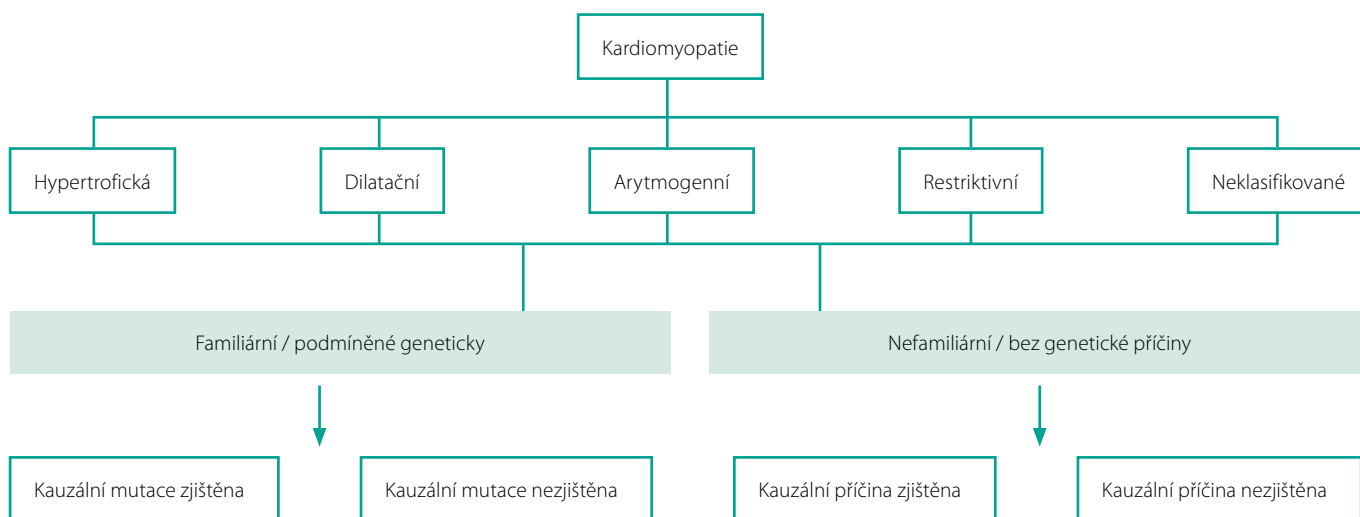 Kardiomyopatie
Hypertrofická
Dilatační
Arytmogenní
Restriktivní
Neklasifikované
Familiární / podmíněné geneticky
Nefamiliární / bez genetické příčiny
Kauzální mutace zjištěna
Kauzální mutace nezjištěna
Kauzální příčina zjištěna
Kauzální příčina nezjištěna